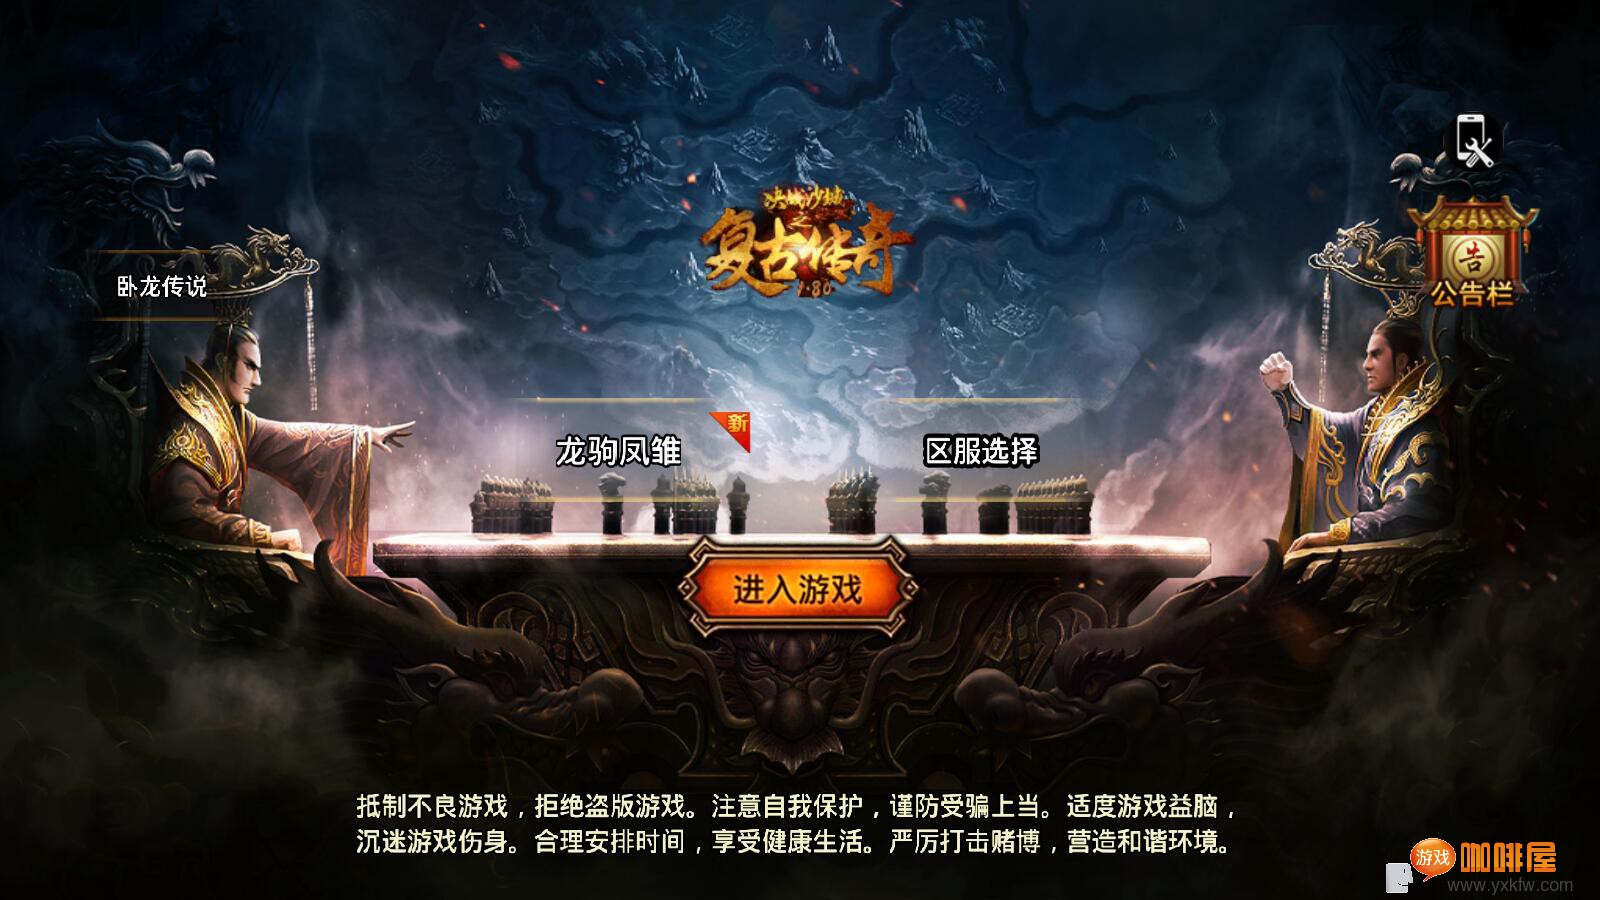 决战沙城
之
复古传奇
1·80
告
公告栏
卧龙传说
龙驹凤雏
新
区服选择
进入游戏
抵制不良游戏，拒绝盗版游戏。注意自我保护，谨防受骗上当。适度游戏益脑，
沉迷游戏伤身。合理安排时间，享受健康生活。严厉打击赌博，营造和谐环境。
游戏 咖啡屋
www.yxkfw.com